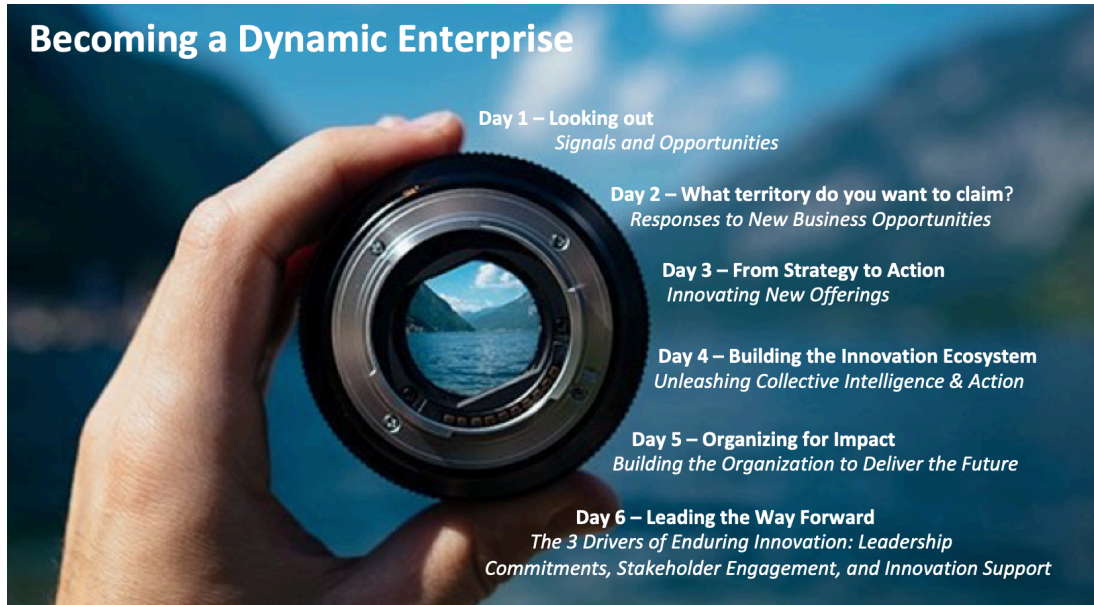 Becoming a Dynamic Enterprise
Day 1 – Looking out
Signals and Opportunities
Day 2 – What territory do you want to claim?
Responses to New Business Opportunities
Day 3 – From Strategy to Action
Innovating New Offerings
Day 4 – Building the Innovation Ecosystem
Unleashing Collective Intelligence & Action
Day 5 – Organizing for Impact
Building the Organization to Deliver the Future
Day 6 – Leading the Way Forward
The 3 Drivers of Enduring Innovation: Leadership
Commitments, Stakeholder Engagement, and Innovation Support